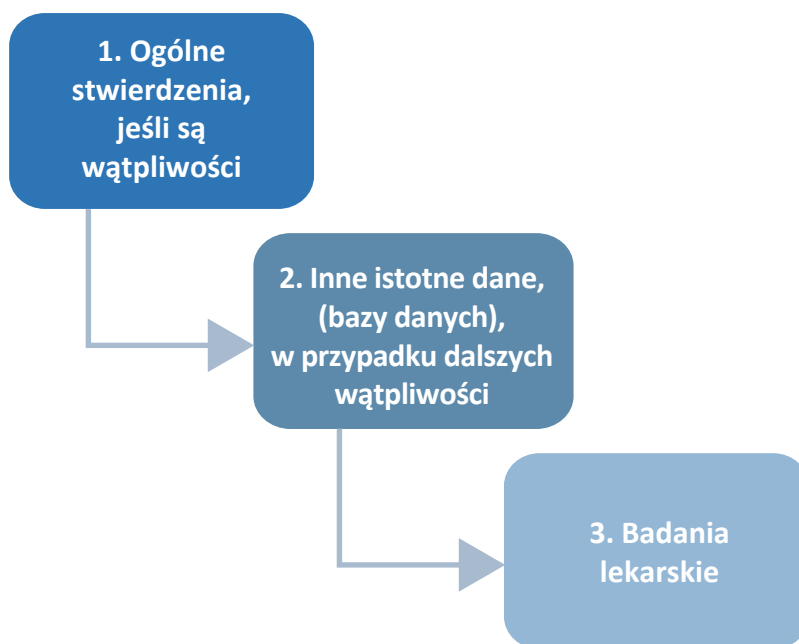 1. Ogólne
stwierdzenia,
jeśli są
wątpliwości
2. Inne istotne dane,
(bazy danych),
w przypadku dalszych
wątpliwości
3. Badania
lekarskie